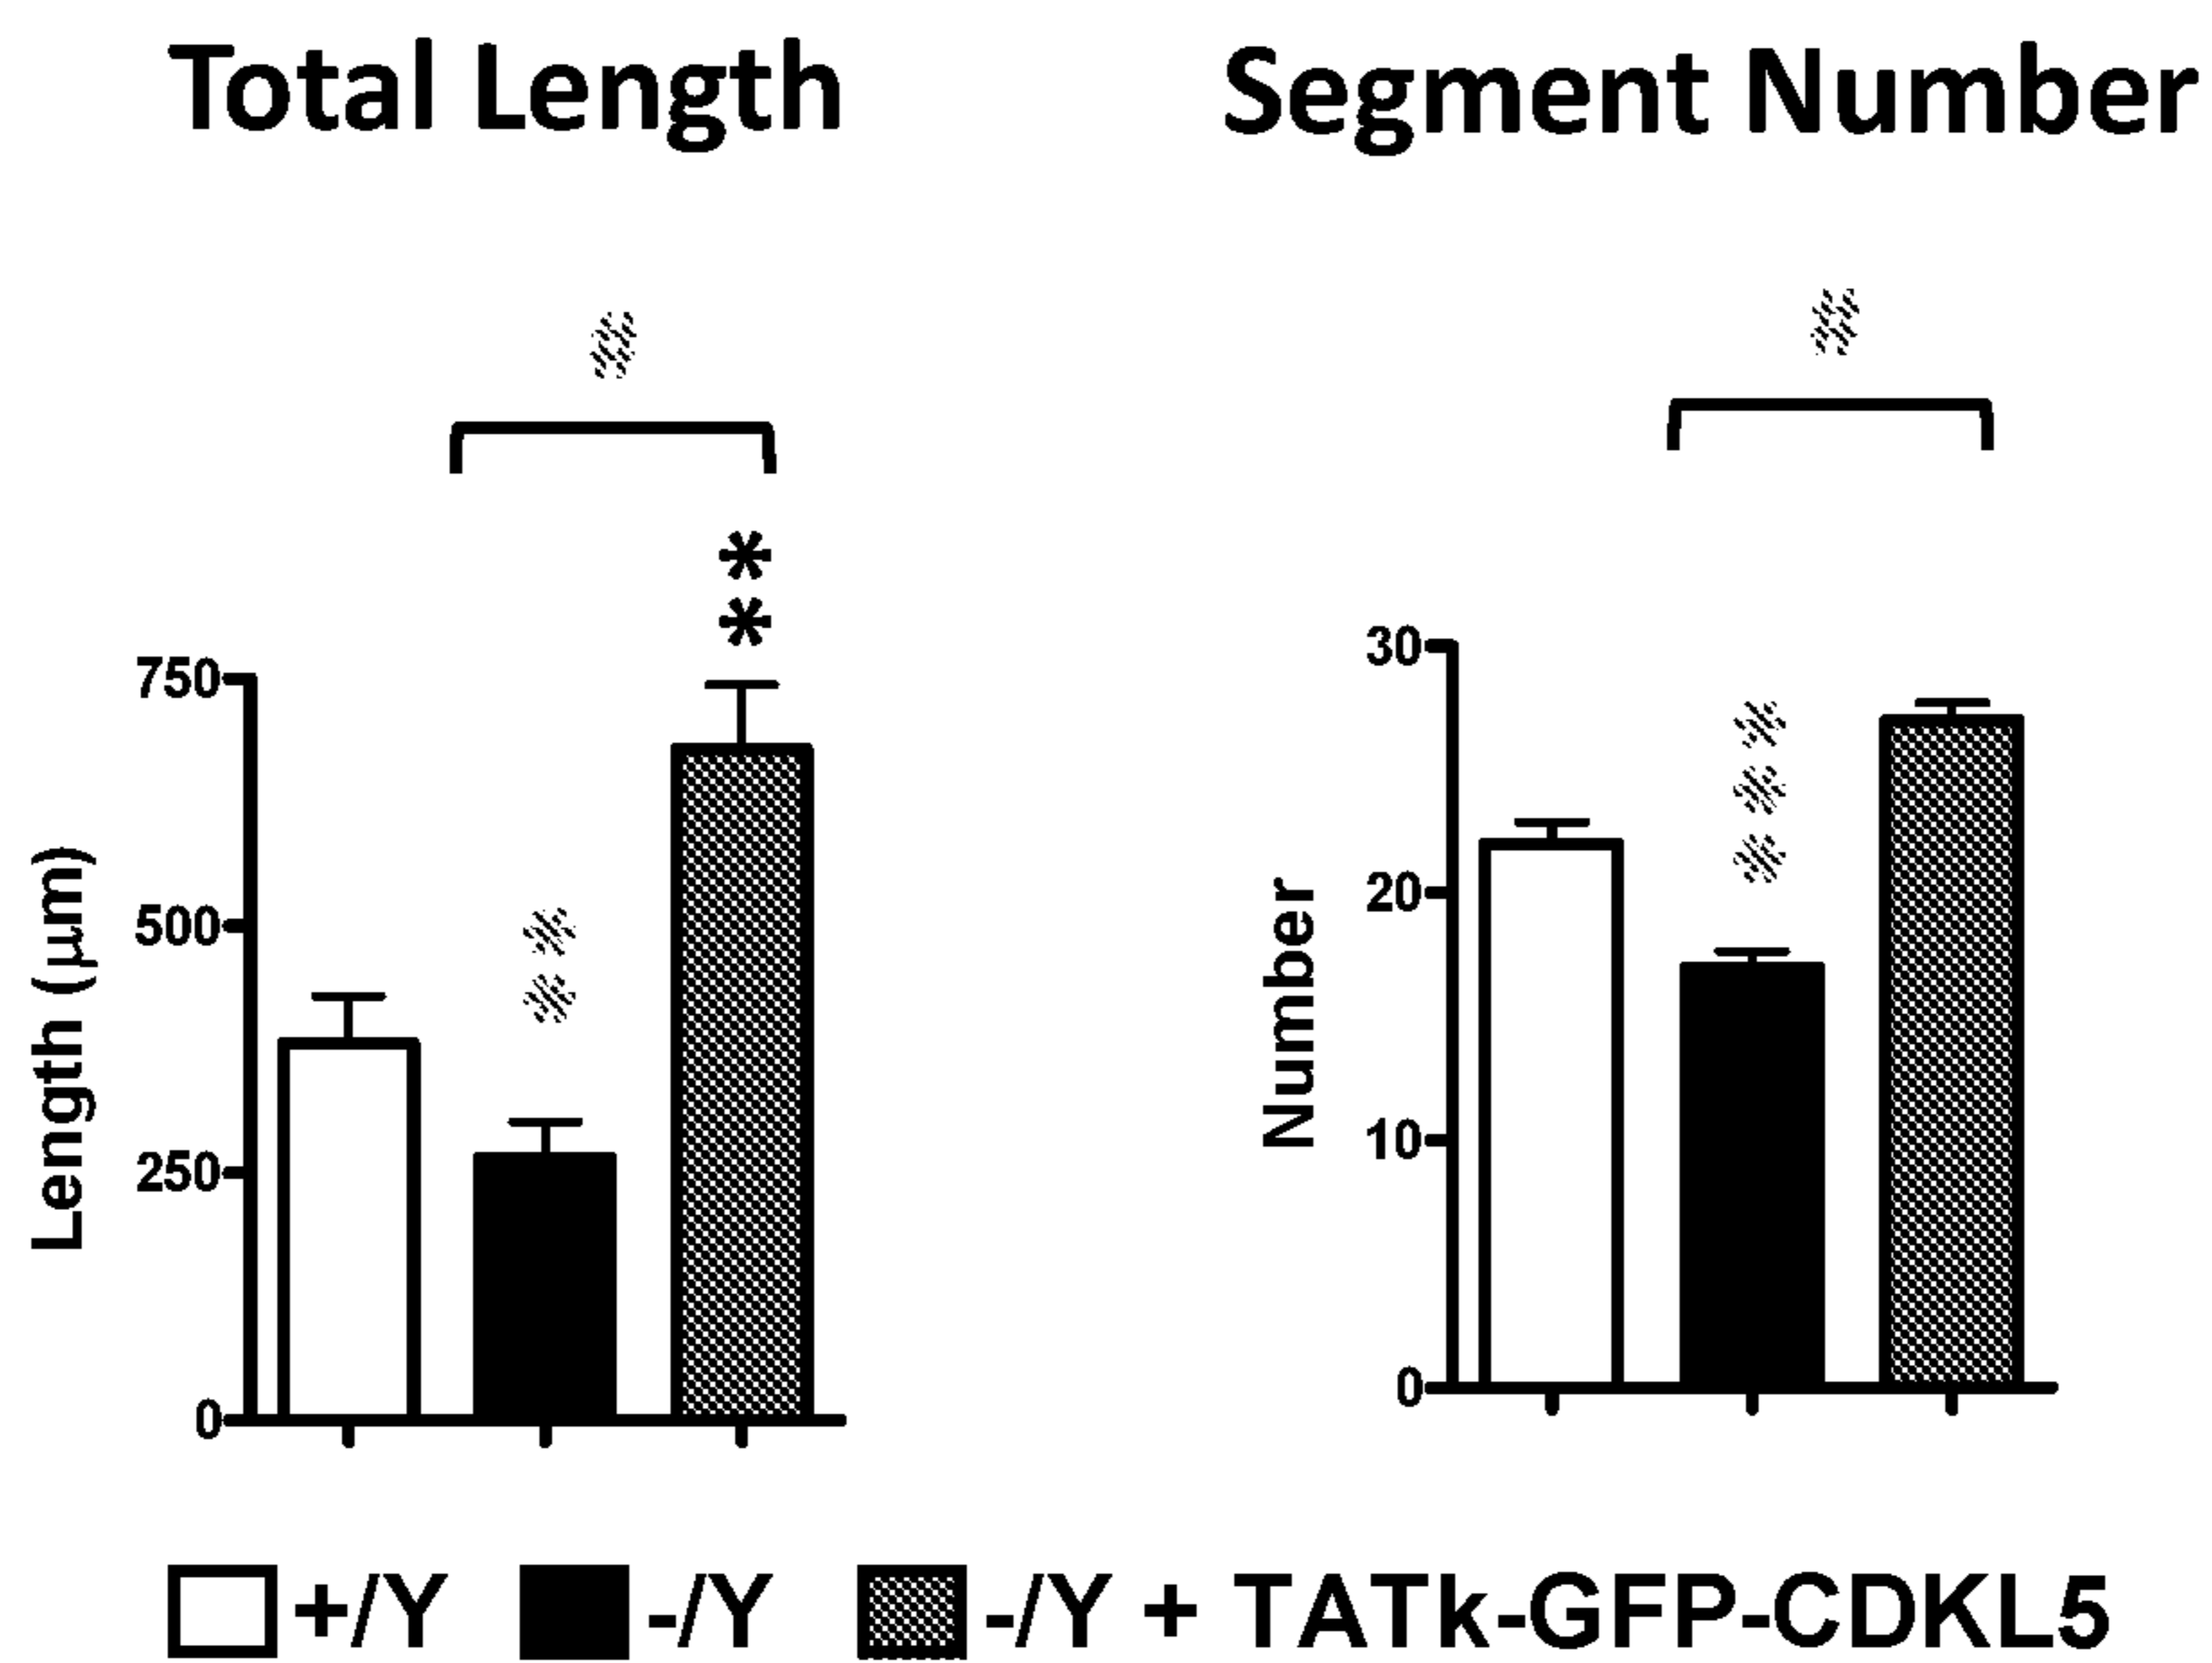 Total Length
#
**
**
750
500
250
0
Length (μm)
Segment Number
#
***
30
20
10
0
Number
+/Y -/Y -/Y + TATk-GFP-CDKL5